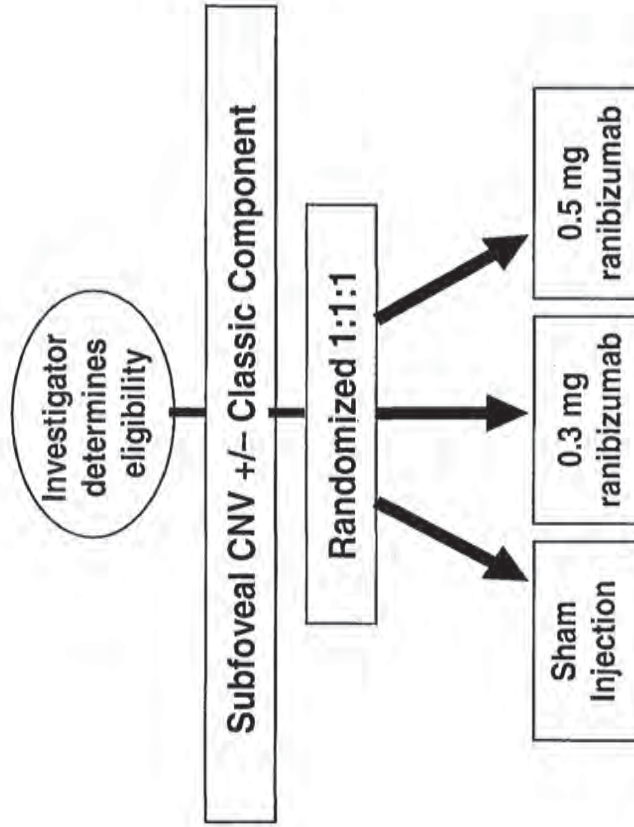 Investigator
determines
eligibility
Subfoveal CNV +/– Classic Component
Randomized 1:1:1
Sham
Injection
0.3 mg
ranibizumab
0.5 mg
ranibizumab